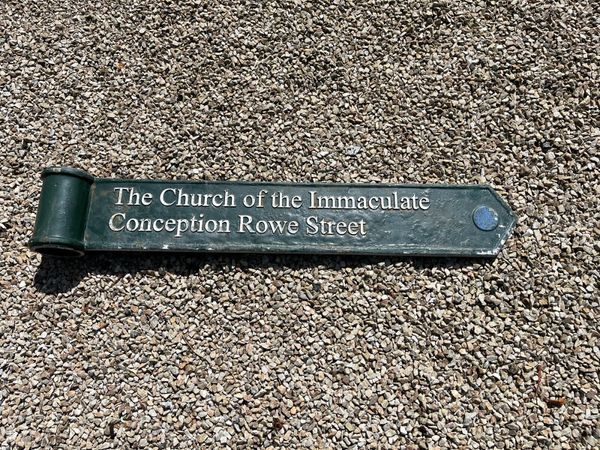 The Church of the Immaculate
Conception Rowe Street